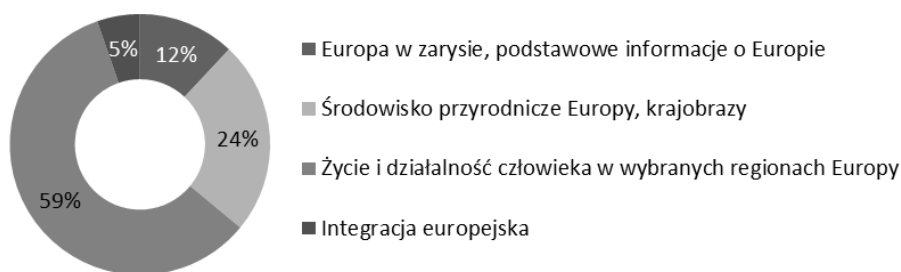 5%
12%
24%
59%
Europa w zarysie, podstawowe informacje o Europie
Środowisko przyrodnicze Europy, krajobrazy
Życie i działalność człowieka w wybranych regionach Europy
Integracja europejska